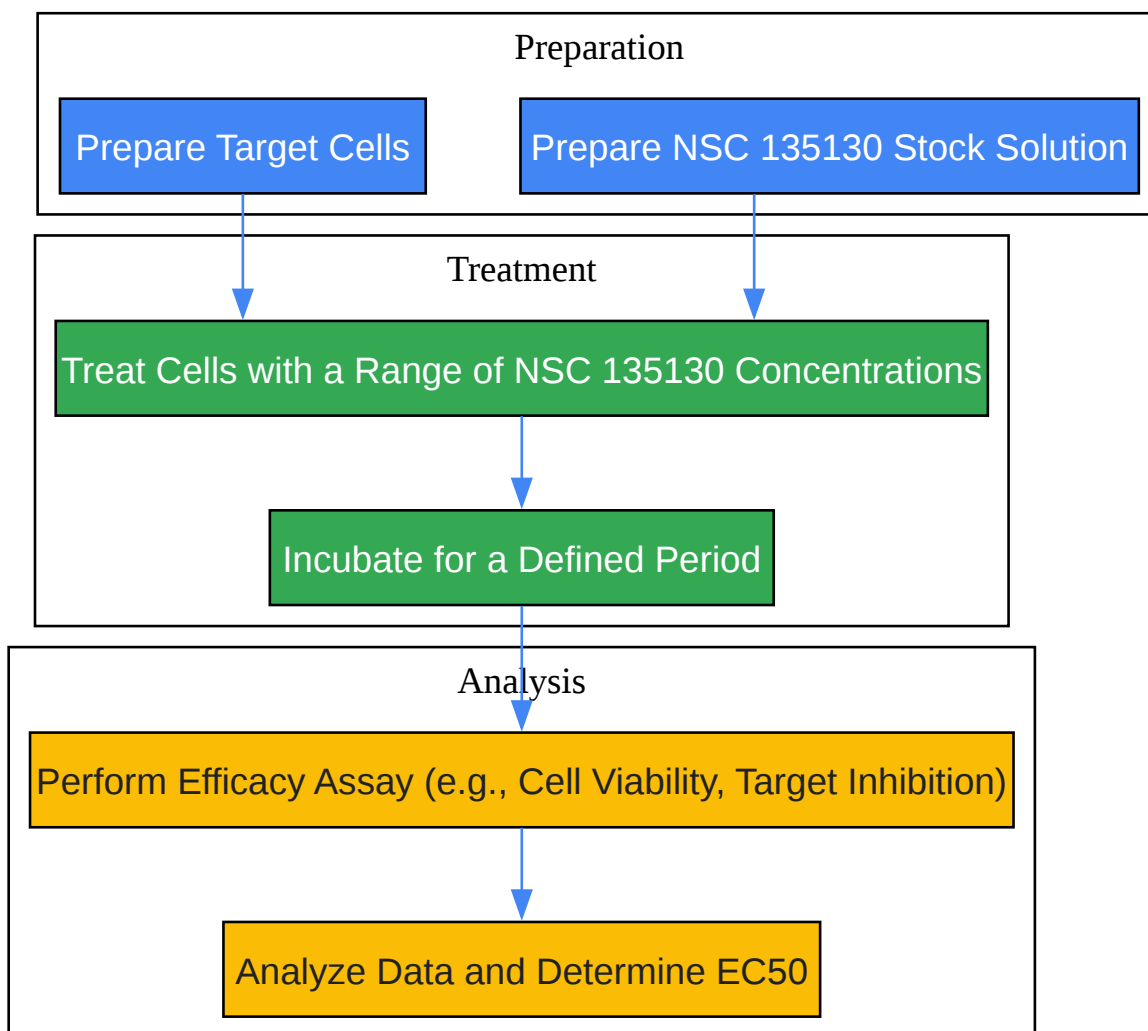 Preparation
Prepare Target Cells
Prepare NSC 135130 Stock Solution
Treatment
Treat Cells with a Range of NSC 135130 Concentrations
Incubate for a Defined Period
Analysis
Perform Efficacy Assay (e.g., Cell Viability, Target Inhibition)
Analyze Data and Determine EC50